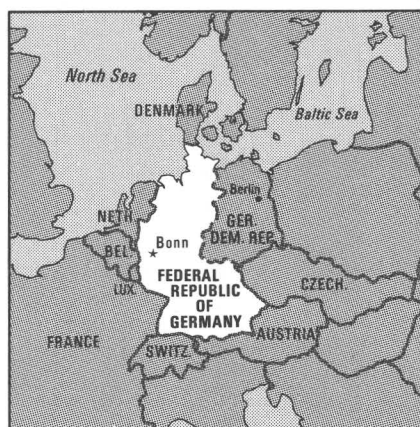 North Sea
DENMARK
Baltic Sea
Berlin
NETH.
GER.
DEM. REP.
Bonn
BEL.
FEDERAL
REPUBLIC
OF
GERMANY
LUX.
CZECH.
FRANCE
AUSTRIA
SWITZ.